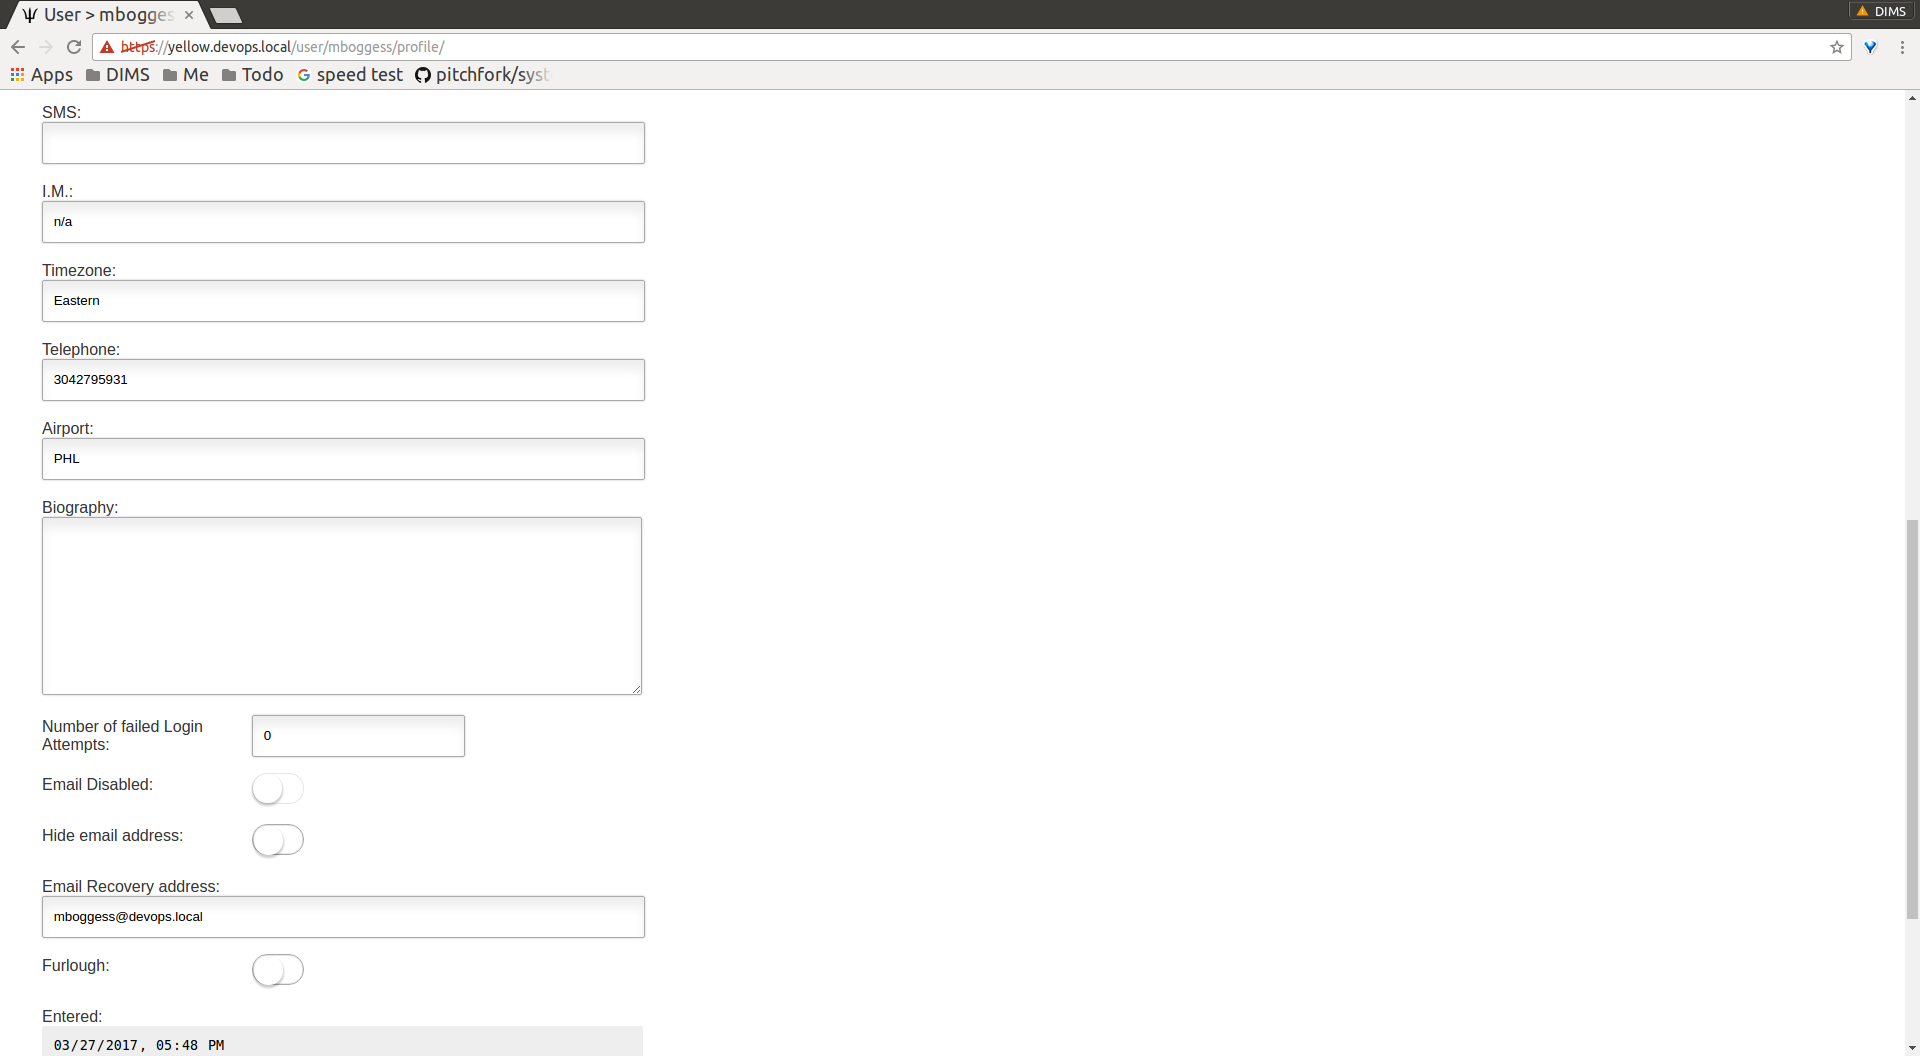 User > mbogges
DIMS
https://yellow.devops.local/user/mboggess/profile/
Apps DIMS Me Todo speed test pitchfork/syst
SMS:
I.M.:
n/a
Timezone:
Eastern
Telephone:
3042795931
Airport:
PHL
Biography:
Number of failed Login
Attempts:
0
Email Disabled:
Hide email address:
Email Recovery address:
mboggess@devops.local
Furlough:
Entered:
03/27/2017, 05:48 PM